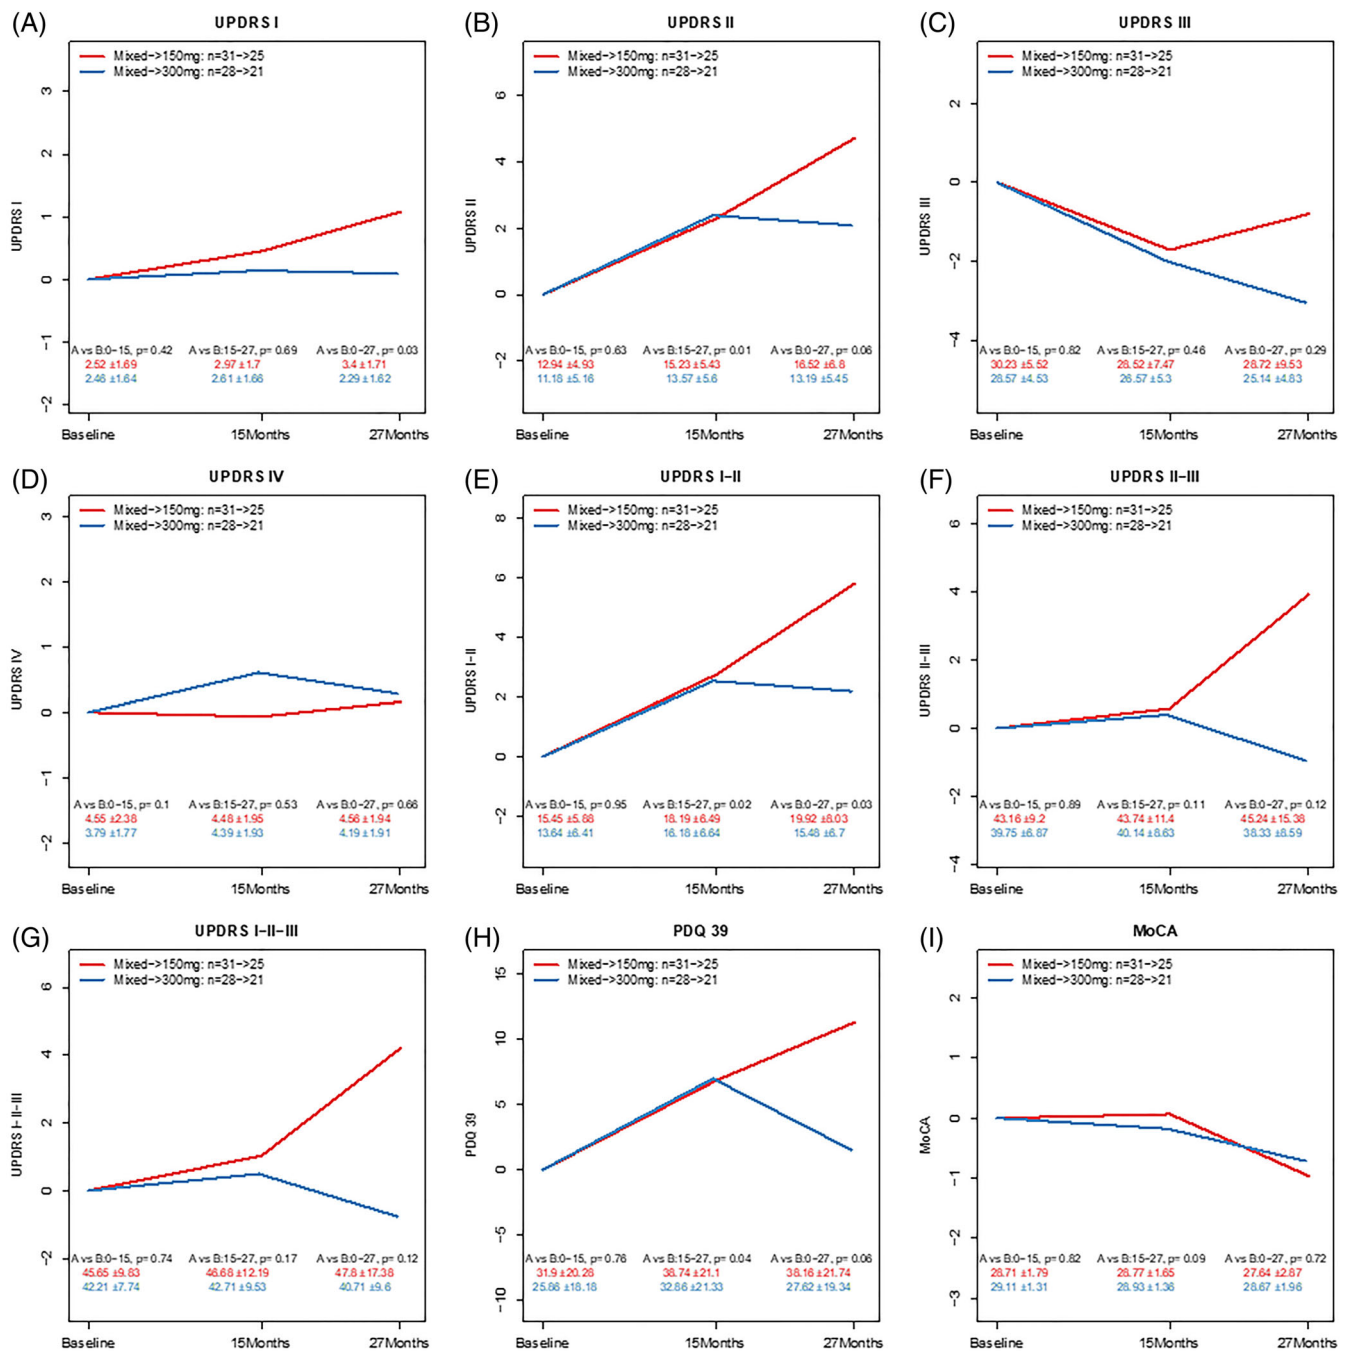 (A) UPDRS I
Mixed->150mg: n=31->25
Mixed->300mg: n=28->21
UPDRS I
3
2
1
0
-1
-2
A vs B:0-15, p= 0.42 A vs B:15-27, p= 0.69 A vs B:0-27, p= 0.03
2.52 ±1.69 2.97 ±1.7 3.4 ±1.71
2.46 ±1.64 2.61 ±1.66 2.29 ±1.62
Baseline 15Months 27Months
(B) UPDRS II
Mixed->150mg: n=31->25
Mixed->300mg: n=28->21
UPDRS II
6
4
2
0
-2
A vs B:0-15, p= 0.63 A vs B:15-27, p= 0.01 A vs B:0-27, p= 0.06
12.94 ±4.93 15.23 ±5.43 16.52 ±6.8
11.18 ±5.16 13.57 ±5.6 13.19 ±5.45
Baseline 15Months 27Months
(C) UPDRS III
Mixed->150mg: n=31->25
Mixed->300mg: n=28->21
UPDRS III
2
0
-2
-4
A vs B:0-15, p= 0.82 A vs B:15-27, p= 0.46 A vs B:0-27, p= 0.29
30.23 ±5.52 28.52 ±7.47 28.72 ±9.53
28.57 ±4.53 26.57 ±5.3 25.14 ±4.83
Baseline 15Months 27Months
(D) UPDRS IV
Mixed->150mg: n=31->25
Mixed->300mg: n=28->21
UPDRS IV
3
2
1
0
-1
-2
A vs B:0-15, p= 0.1 A vs B:15-27, p= 0.53 A vs B:0-27, p= 0.66
4.55 ±2.38 4.48 ±1.95 4.56 ±1.94
3.79 ±1.77 4.39 ±1.93 4.19 ±1.91
Baseline 15Months 27Months
(E) UPDRS I-II
Mixed->150mg: n=31->25
Mixed->300mg: n=28->21
UPDRS I-II
8
6
4
2
0
-2
A vs B:0-15, p= 0.95 A vs B:15-27, p= 0.02 A vs B:0-27, p= 0.03
15.45 ±5.88 18.19 ±6.49 19.92 ±8.03
13.64 ±6.41 16.18 ±6.64 15.48 ±6.7
Baseline 15Months 27Months
(F) UPDRS II-III
Mixed->150mg: n=31->25
Mixed->300mg: n=28->21
UPDRS II-III
6
4
2
0
-2
-4
A vs B:0-15, p= 0.89 A vs B:15-27, p= 0.11 A vs B:0-27, p= 0.12
43.16 ±9.2 43.74 ±11.4 45.24 ±15.38
39.75 ±6.87 40.14 ±8.63 38.33 ±8.59
Baseline 15Months 27Months
(G) UPDRS I-II-III
Mixed->150mg: n=31->25
Mixed->300mg: n=28->21
UPDRS I-II-III
6
4
2
0
-2
A vs B:0-15, p= 0.74 A vs B:15-27, p= 0.17 A vs B:0-27, p= 0.12
45.65 ±9.83 46.68 ±12.19 47.8 ±17.38
42.21 ±7.74 42.71 ±9.53 40.71 ±9.6
Baseline 15Months 27Months
(H) PDQ 39
Mixed->150mg: n=31->25
Mixed->300mg: n=28->21
PDQ 39
15
10
5
0
-5
-10
A vs B:0-15, p= 0.76 A vs B:15-27, p= 0.04 A vs B:0-27, p= 0.06
31.9 ±20.28 38.74 ±21.1 38.16 ±21.74
25.86 ±18.18 32.86 ±21.33 27.62 ±19.34
Baseline 15Months 27Months
(I) MoCA
Mixed->150mg: n=31->25
Mixed->300mg: n=28->21
MoCA
2
1
0
-1
-2
-3
A vs B:0-15, p= 0.82 A vs B:15-27, p= 0.09 A vs B:0-27, p= 0.72
28.71 ±1.79 28.77 ±1.65 27.64 ±2.87
29.11 ±1.31 28.93 ±1.36 28.67 ±1.96
Baseline 15Months 27Months